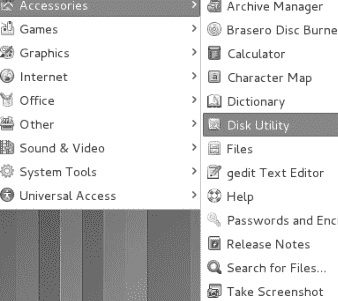 Accessories
Games
Graphics
Internet
Office
Other
Sound & Video
System Tools
Universal Access
Archive Manager
Brasero Disc Burne
Calculator
Character Map
Dictionary
Disk Utility
Files
gedit Text Editor
Help
Passwords and Enc
Release Notes
Search for Files...
Take Screenshot